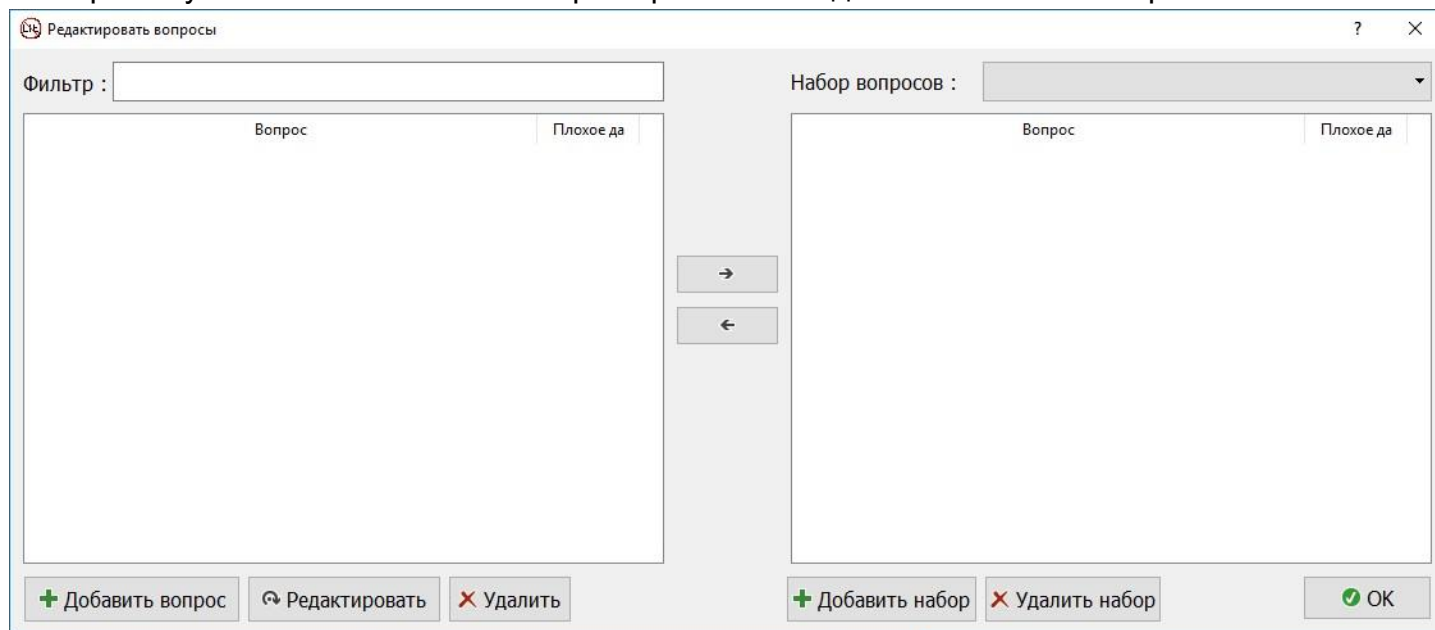 Редактировать вопросы ?
Фильтр :
Набор вопросов :
Вопрос Плохое да
Вопрос Плохое да
Добавить вопрос Редактировать Удалить
Добавить набор Удалить набор OK